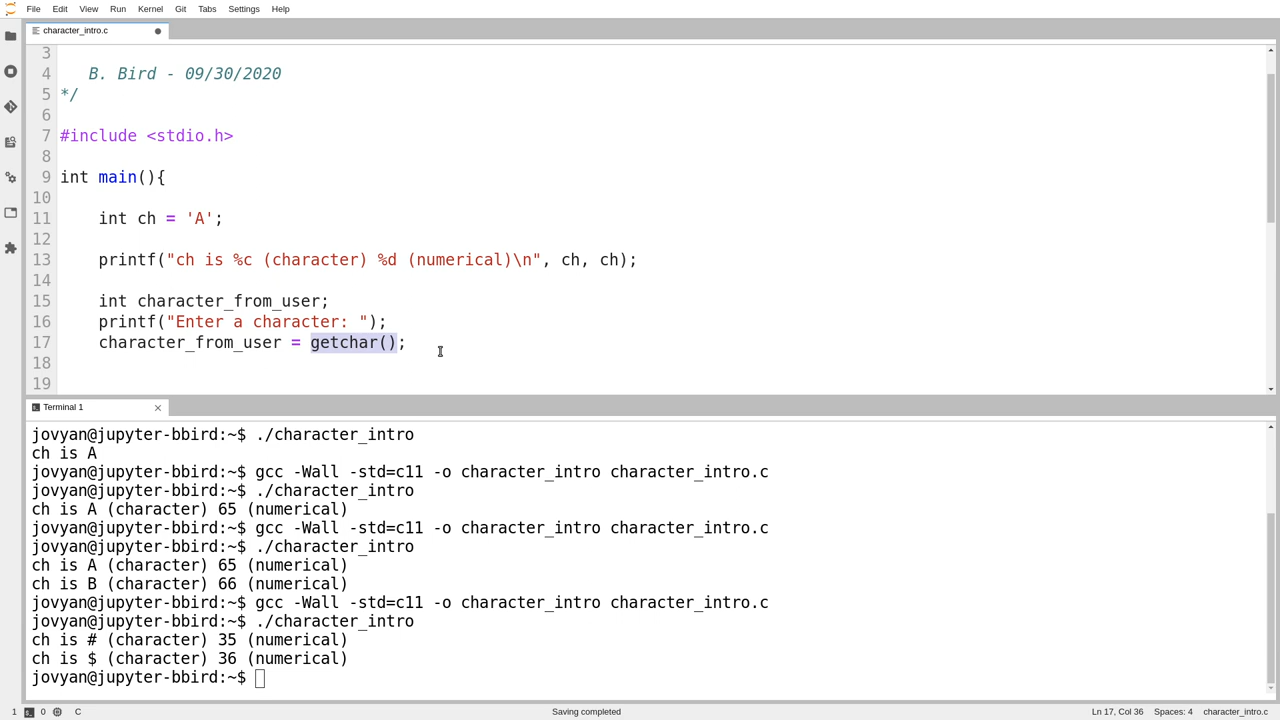 File Edit View Run Kernel Git Tabs Settings Help
character_intro.c
3
4 B. Bird - 09/30/2020
5 */
6
7 #include <stdio.h>
8
9 int main(){
10
11 int ch = 'A';
12
13 printf("ch is %c (character) %d (numerical)\n", ch, ch);
14
15 int character_from_user;
16 printf("Enter a character: ");
17 character_from_user = getchar();
18
19
Terminal 1
jovyan@jupyter-bbird:~$ ./character_intro
ch is A
jovyan@jupyter-bbird:~$ gcc -Wall -std=c11 -o character_intro character_intro.c
jovyan@jupyter-bbird:~$ ./character_intro
ch is A (character) 65 (numerical)
jovyan@jupyter-bbird:~$ gcc -Wall -std=c11 -o character_intro character_intro.c
jovyan@jupyter-bbird:~$ ./character_intro
ch is A (character) 65 (numerical)
ch is B (character) 66 (numerical)
jovyan@jupyter-bbird:~$ gcc -Wall -std=c11 -o character_intro character_intro.c
jovyan@jupyter-bbird:~$ ./character_intro
ch is # (character) 35 (numerical)
ch is $ (character) 36 (numerical)
jovyan@jupyter-bbird:~$
1 0 C Saving completed Ln 17, Col 36 Spaces: 4 character_intro.c